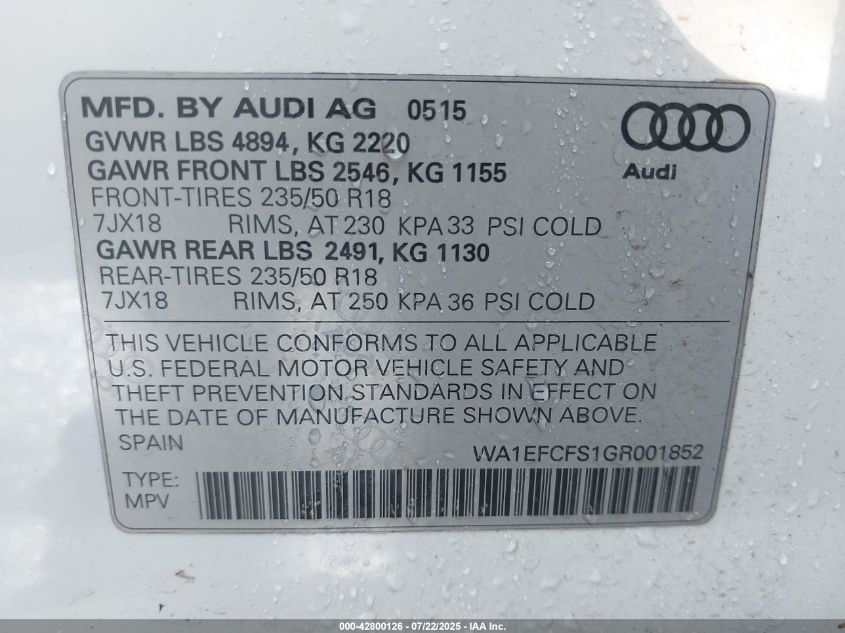 MFD. BY AUDI AG 0515
GVWR LBS 4894, KG 2220
GAWR FRONT LBS 2546, KG 1155
FRONT-TIRES 235/50 R18
7JX18 RIMS, AT 230 KPA 33 PSI COLD
GAWR REAR LBS 2491, KG 1130
REAR-TIRES 235/50 R18
7JX18 RIMS, AT 250 KPA 36 PSI COLD
Audi
THIS VEHICLE CONFORMS TO ALL APPLICABLE
U.S. FEDERAL MOTOR VEHICLE SAFETY AND
THEFT PREVENTION STANDARDS IN EFFECT ON
THE DATE OF MANUFACTURE SHOWN ABOVE.
SPAIN WA1EFCFS1GR001852
TYPE:
MPV
000-42800126 - 07/22/2025 - IAA Inc.